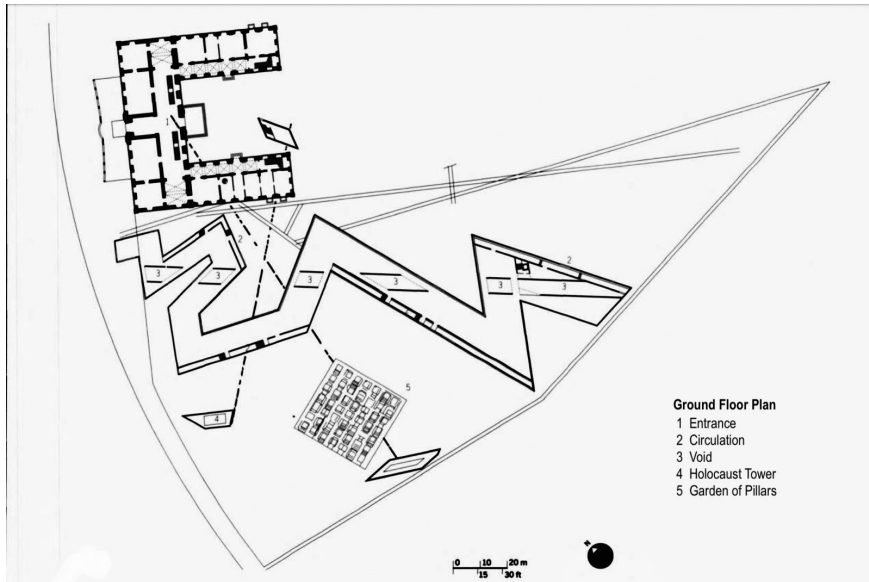 1
2
2
3
3
3
3
3
3
4
5
Ground Floor Plan
1 Entrance
2 Circulation
3 Void
4 Holocaust Tower
5 Garden of Pillars
0 10 20 m
15 30 ft
N